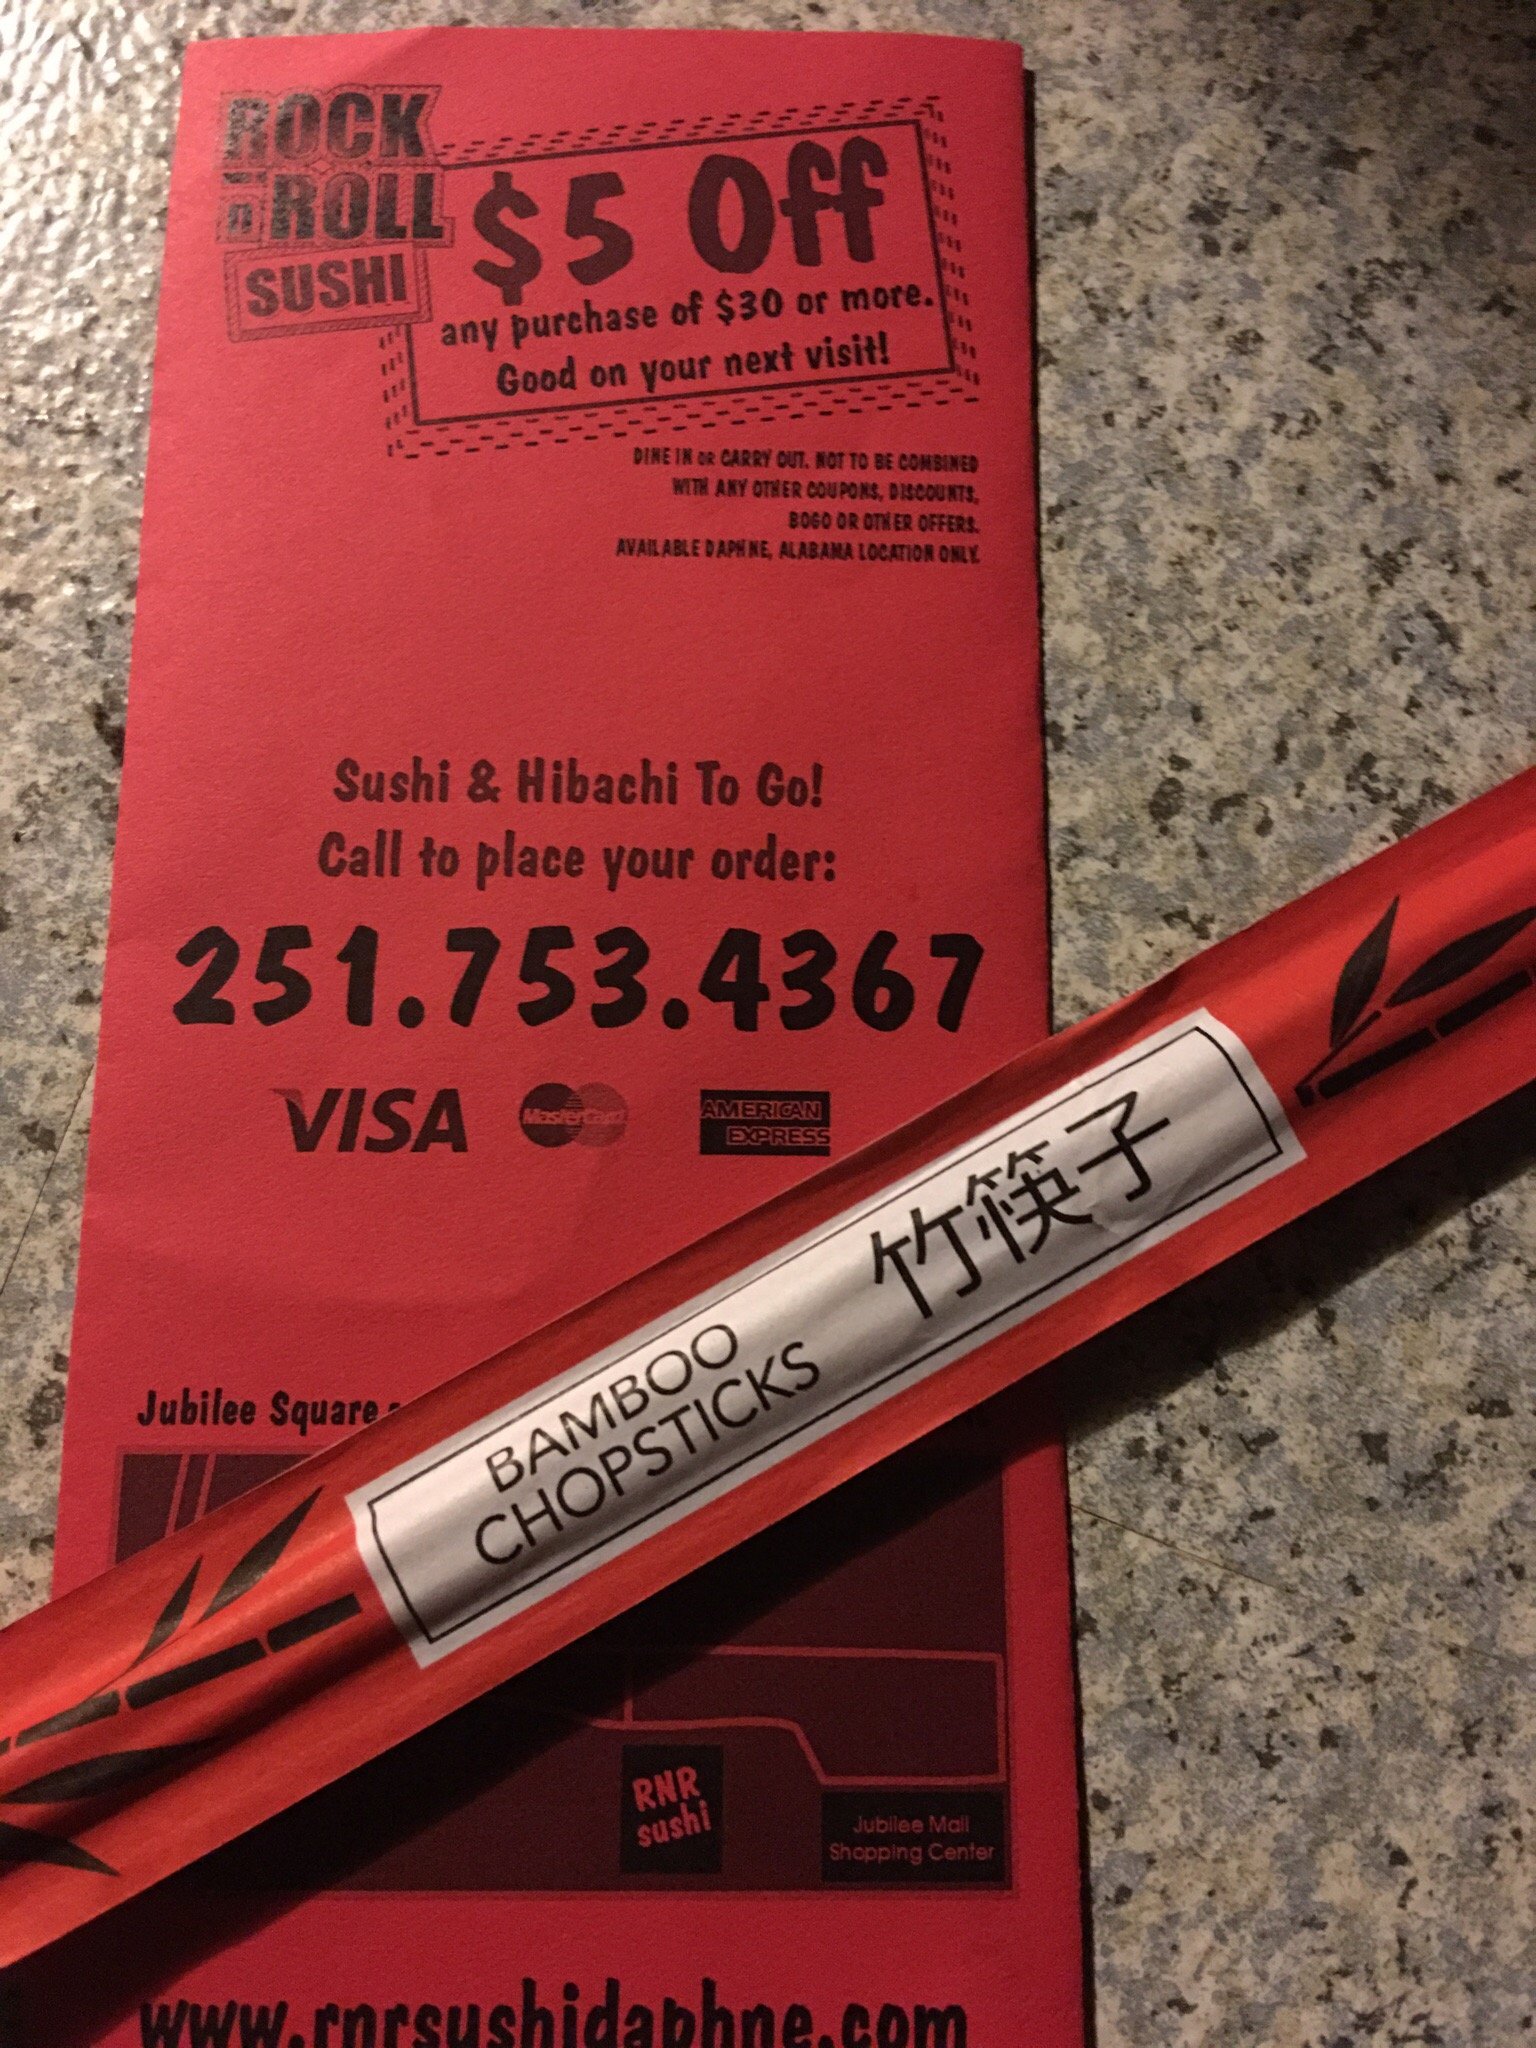 ROCK
n ROLL
SUSHI
$5 Off
any purchase of $30 or more.
Good on your next visit!
DINE IN OR CARRY OUT. NOT TO BE COMBINED
WITH ANY OTHER COUPONS, DISCOUNTS,
BOGO OR OTHER OFFERS.
AVAILABLE DAPHNE, ALABAMA LOCATION ONLY.
Sushi & Hibachi To Go!
Call to place your order:
251.753.4367
VISA
MasterCard
AMERICAN
EXPRESS
竹筷子
BAMBOO
CHOPSTICKS
Jubilee Square
RNR
sushi
Jubilee Mall
Shopping Center
www.rnrsushidaphne.com